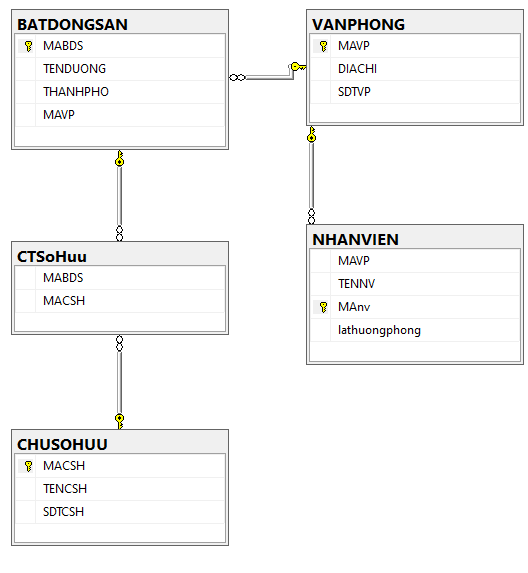 BATDONGSAN
MABDS
TENDUONG
THANHPHO
MAVP
VANPHONG
MAVP
DIACHI
SDTVP
CTSoHuu
MABDS
MACSH
NHANVIEN
MAVP
TENNV
MAnv
lathuongphong
CHUSOHUU
MACSH
TENCSH
SDTCSH